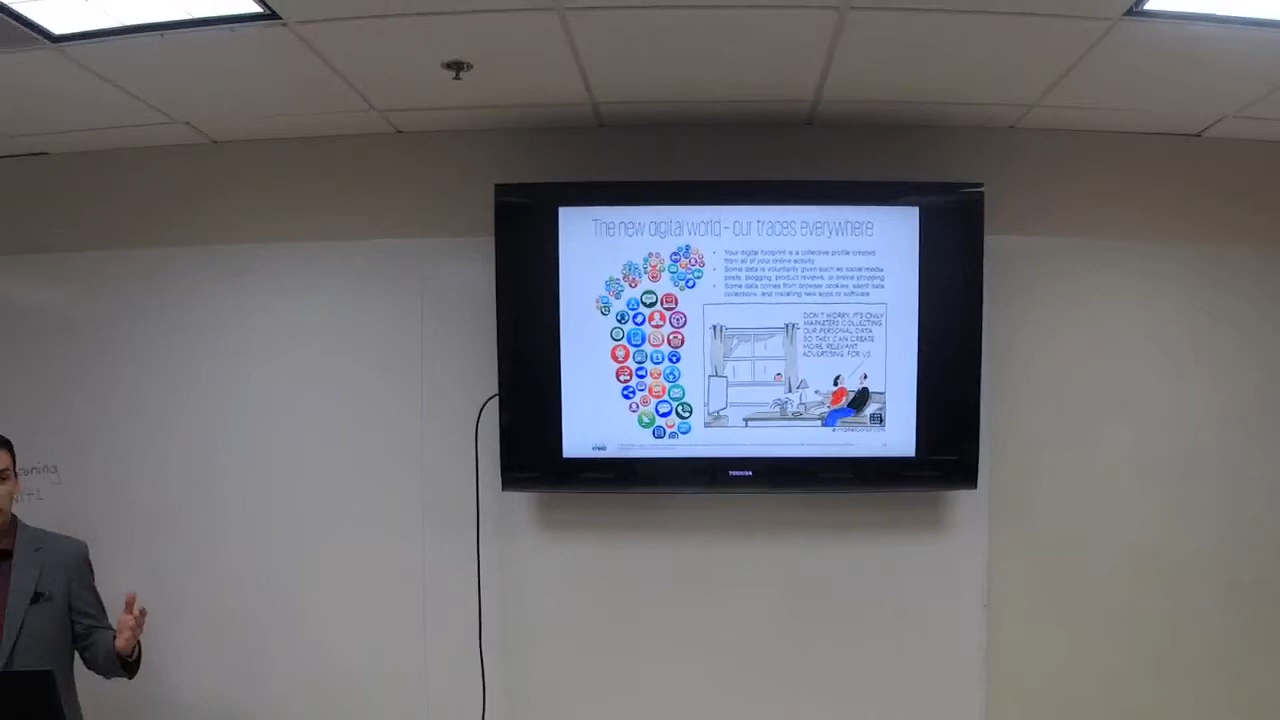 The new digital world - our traces everywhere
• Your digital footprint is a collective profile created
from all of your online activity
• Some data is voluntarily given such as social media
posts, blogging, product reviews, or online shopping
• Some data comes from browser cookies, silent data
collections, and installing new apps or software
DON'T WORRY, IT'S ONLY
MARKETERS COLLECTING
OUR PERSONAL DATA
SO THEY CAN CREATE
MORE RELEVANT
ADVERTISING FOR US.
KPMG
TOSHIBA